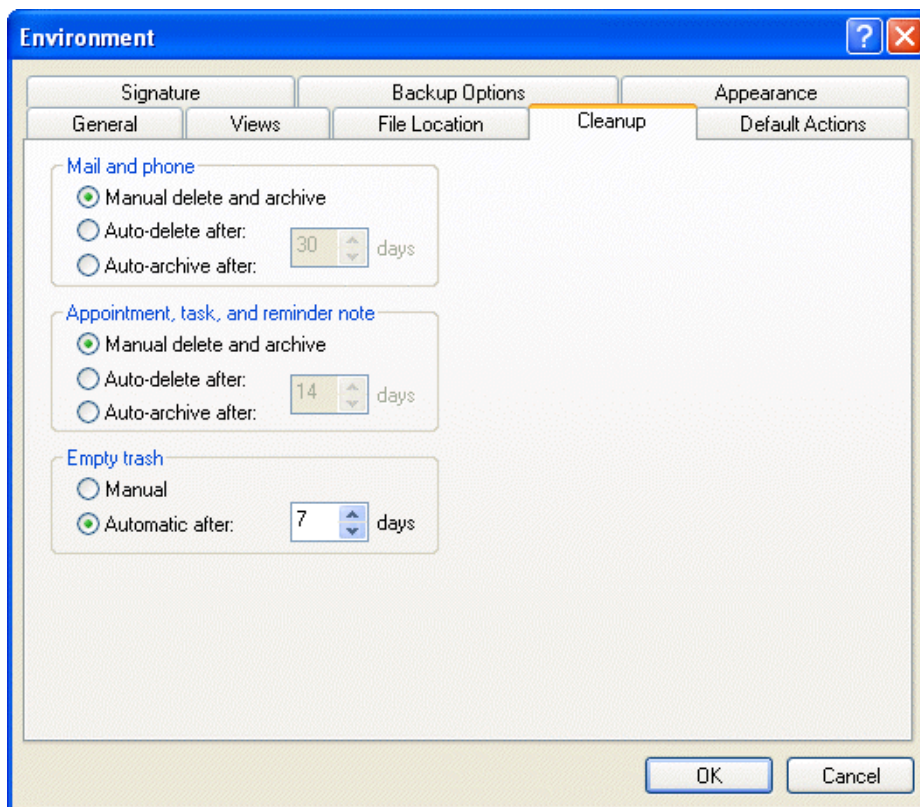 Environment
Signature Backup Options Appearance
General Views File Location Cleanup Default Actions
Mail and phone
Manual delete and archive
Auto-delete after:
30 days
Auto-archive after:
Appointment, task, and reminder note
Manual delete and archive
Auto-delete after:
14 days
Auto-archive after:
Empty trash
Manual
Automatic after: 7 days
OK Cancel